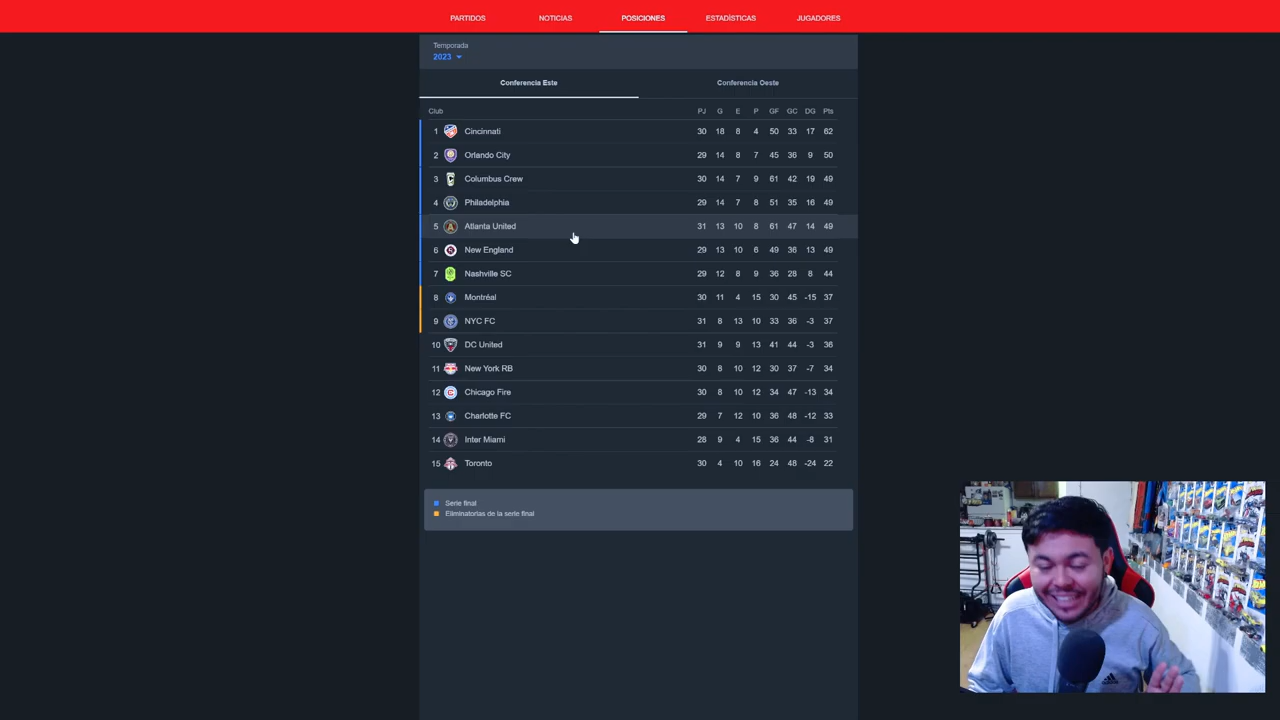 PARTIDOS NOTICIAS POSICIONES ESTADÍSTICAS JUGADORES
Temporada
2023
Conferencia Este Conferencia Oeste
Club PJ G E P GF GC DG Pts
1 Cincinnati 30 18 8 4 50 33 17 62
2 Orlando City 29 14 8 7 45 36 9 50
3 Columbus Crew 30 14 7 9 61 42 19 49
4 Philadelphia 29 14 7 8 51 35 16 49
5 Atlanta United 31 13 10 8 61 47 14 49
6 New England 29 13 10 6 49 36 13 49
7 Nashville SC 29 12 8 9 36 28 8 44
8 Montréal 30 11 4 15 30 45 -15 37
9 NYC FC 31 8 13 10 33 36 -3 37
10 DC United 31 9 9 13 41 44 -3 36
11 New York RB 30 8 10 12 30 37 -7 34
12 Chicago Fire 30 8 10 12 34 47 -13 34
13 Charlotte FC 29 7 12 10 36 48 -12 33
14 Inter Miami 28 9 4 15 36 44 -8 31
15 Toronto 30 4 10 16 24 48 -24 22
Serie final
Eliminatorias de la serie final